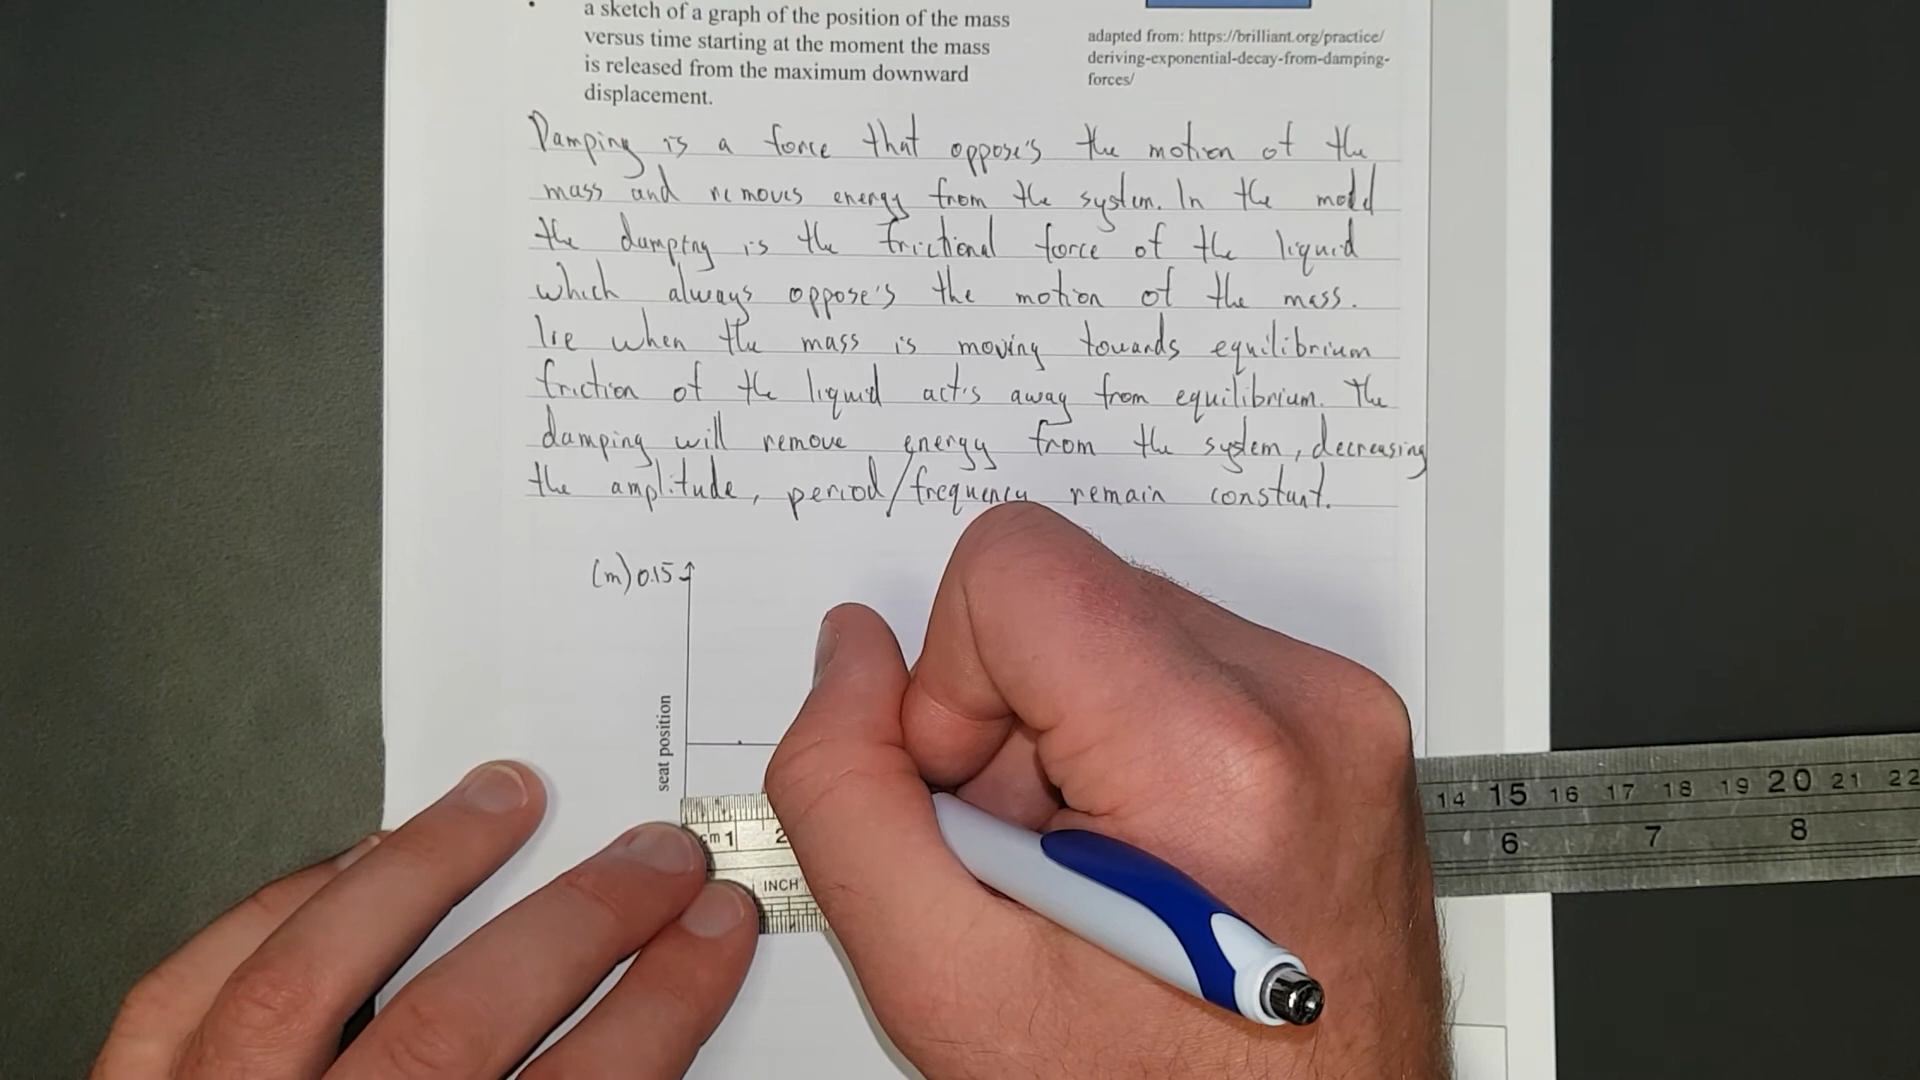 a sketch of a graph of the position of the mass
versus time starting at the moment the mass
is released from the maximum downward
displacement.
adapted from: https://brilliant.org/practice/
deriving-exponential-decay-from-damping-
forces/
Damping is a force that oppose's the motion of the
mass and removes energy from the system. In the model
the dampIng is the frictional force of the liquid
which always oppose's the motion of the mass.
Ire when the mass is moving towards equilibrium
friction of the liquid act's away from equilibrium. The
damping will remove energy from the system, decreasing
the amplitude, period/frequency remain constant.
(m) 0.15
seat position
cm 1 2
INCH
14 15 16 17 18 19 20 21 22
6 7 8